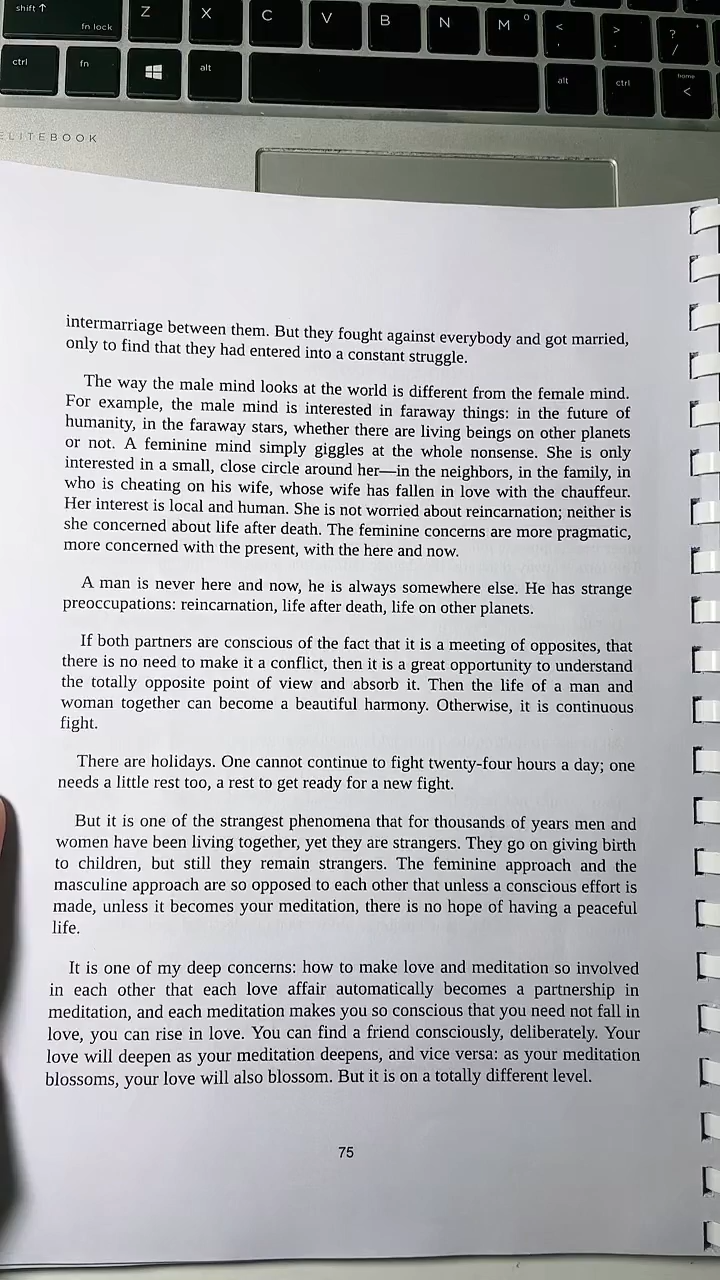 shift ↑
fn lock
Z
X
C
V
B
N
M
0
<
>
?
/
ctrl
fn
alt
alt
ctrl
home
<
ELITEBOOK
intermarriage between them. But they fought against everybody and got married,
only to find that they had entered into a constant struggle.
The way the male mind looks at the world is different from the female mind.
For example, the male mind is interested in faraway things: in the future of
humanity, in the faraway stars, whether there are living beings on other planets
or not. A feminine mind simply giggles at the whole nonsense. She is only
interested in a small, close circle around her—in the neighbors, in the family, in
who is cheating on his wife, whose wife has fallen in love with the chauffeur.
Her interest is local and human. She is not worried about reincarnation; neither is
she concerned about life after death. The feminine concerns are more pragmatic,
more concerned with the present, with the here and now.
A man is never here and now, he is always somewhere else. He has strange
preoccupations: reincarnation, life after death, life on other planets.
If both partners are conscious of the fact that it is a meeting of opposites, that
there is no need to make it a conflict, then it is a great opportunity to understand
the totally opposite point of view and absorb it. Then the life of a man and
woman together can become a beautiful harmony. Otherwise, it is continuous
fight.
There are holidays. One cannot continue to fight twenty-four hours a day; one
needs a little rest too, a rest to get ready for a new fight.
But it is one of the strangest phenomena that for thousands of years men and
women have been living together, yet they are strangers. They go on giving birth
to children, but still they remain strangers. The feminine approach and the
masculine approach are so opposed to each other that unless a conscious effort is
made, unless it becomes your meditation, there is no hope of having a peaceful
life.
It is one of my deep concerns: how to make love and meditation so involved
in each other that each love affair automatically becomes a partnership in
meditation, and each meditation makes you so conscious that you need not fall in
love, you can rise in love. You can find a friend consciously, deliberately. Your
love will deepen as your meditation deepens, and vice versa: as your meditation
blossoms, your love will also blossom. But it is on a totally different level.
75